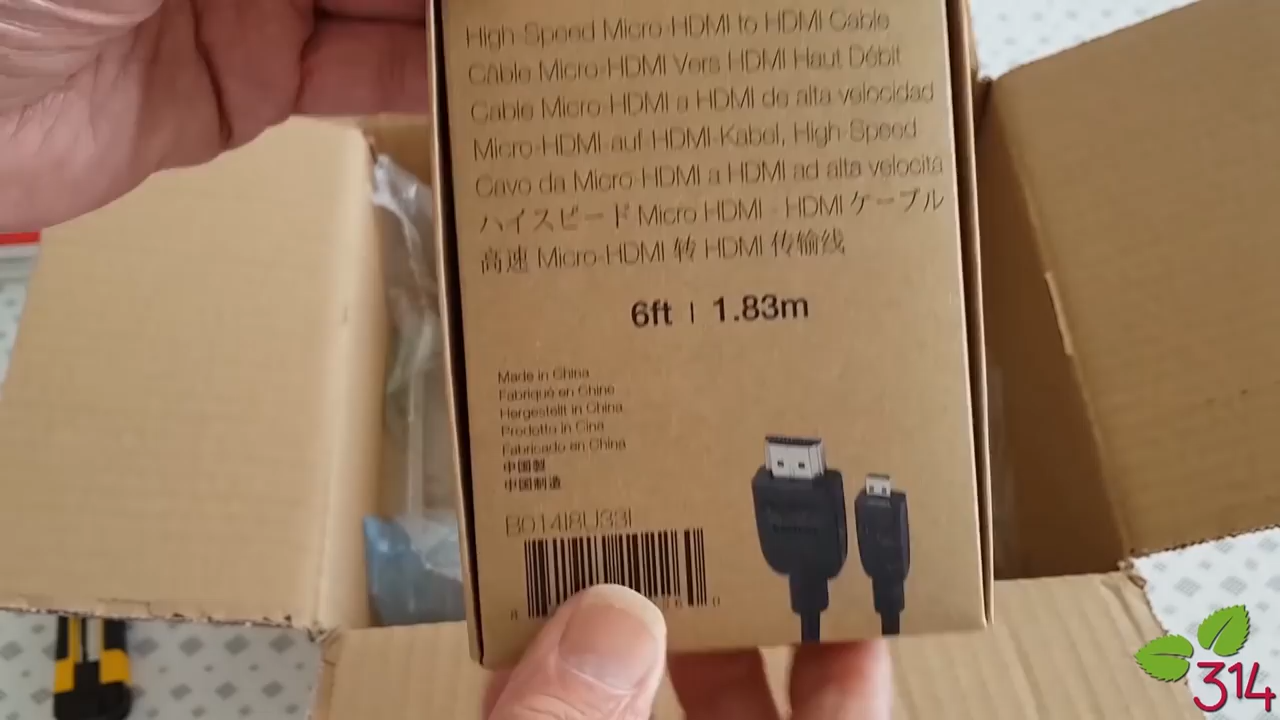 High-Speed Micro-HDMI to HDMI Cable
Câble Micro-HDMI Vers HDMI Haut Débit
Cable Micro-HDMI a HDMI de alta velocidad
Micro-HDMI-auf HDMI-Kabel, High-Speed
Cavo da Micro-HDMI a HDMI ad alta velocità
ハイスピード Micro HDMI - HDMI ケーブル
高速 Micro-HDMI 转 HDMI 传输线
6ft | 1.83m
Made in China
Fabriqué en Chine
Hergestellt in China
Prodotto in Cina
Fabricado en China
中国製
中国制造
B014I8U33I
314